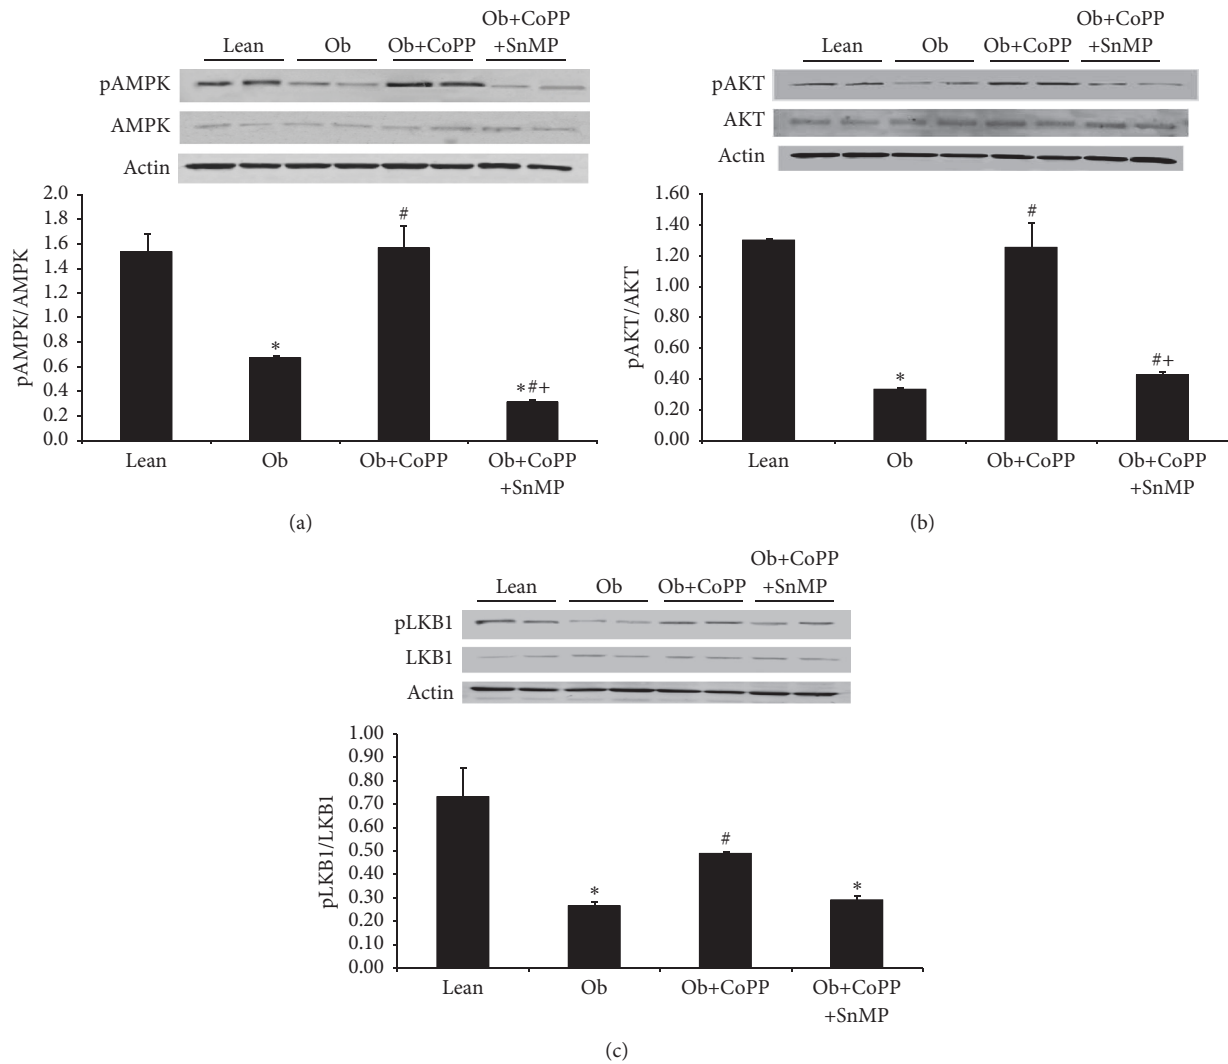 Lean Ob Ob+CoPP Ob+CoPP
+SnMP
pAMPK
AMPK
Actin
pAMPK/AMPK
2.0
1.8
1.6
1.4
1.2
1.0
0.8
0.6
0.4
0.2
0.0
*
#
*#+
Lean Ob Ob+CoPP Ob+CoPP
+SnMP
(a)
Lean Ob Ob+CoPP Ob+CoPP
+SnMP
pAKT
AKT
Actin
pAKT/AKT
1.60
1.40
1.20
1.00
0.80
0.60
0.40
0.20
0.00
*
#
#+
Lean Ob Ob+CoPP Ob+CoPP
+SnMP
(b)
Lean Ob Ob+CoPP Ob+CoPP
+SnMP
pLKB1
LKB1
Actin
pLKB1/LKB1
1.00
0.90
0.80
0.70
0.60
0.50
0.40
0.30
0.20
0.10
0.00
*
#
*
Lean Ob Ob+CoPP Ob+CoPP
+SnMP
(c)